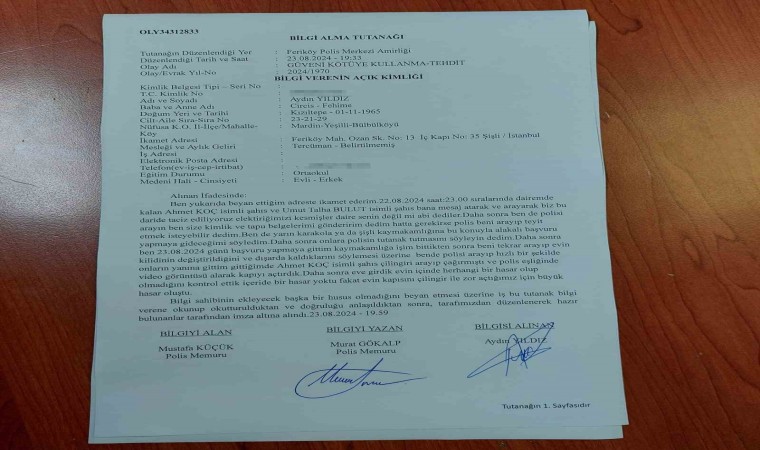 OLY34312833
BİLGİ ALMA TUTANAĞI
Tutanağın Düzenlendiği Yer : Feriköy Polis Merkezi Amirliği
Düzenlendiği Tarih ve Saat : 23.08.2024 - 19:33
Olay Adı : GÜVENİ KÖTÜYE KULLANMA-TEHDİT
Olay/Evrak Yıl-No : 2024/1970
BİLGİ VERENİN AÇIK KİMLİĞİ
Kimlik Belgesi Tipi – Seri No :
T.C. Kimlik No :
Adı ve Soyadı : Aydın YILDIZ
Baba ve Anne Adı : Circis - Fehime
Doğum Yeri ve Tarihi : Kızıltepe - 01-11-1965
Cilt-Aile Sıra-Sıra No : 23-21-29
Nüfusa K.O. İl-İlçe/Mahalle- : Mardin-Yeşilli-Bülbülköyü
Köy
İkamet Adresi : Feriköy Mah. Ozan Sk. No: 13 İç Kapı No: 35 Şişli / İstanbul
Mesleği ve Aylık Geliri : Tercüman - Belirtilmemiş
İş Adresi :
Elektronik Posta Adresi :
Telefon(ev-iş-cep-irtibat) :
Eğitim Durumu : Ortaokul
Medeni Hali - Cinsiyeti : Evli - Erkek
Alınan İfadesinde:
Ben yukarıda beyan ettiğim adreste ikamet ederim.22.08.2024 saat:23.00 sıralarında dairemde
kalan Ahmet KOÇ isimli şahıs ve Umut Talha BULUT isimli şahıs bana mesaj atarak ve arayarak biz bu
daride taciz ediliyoruz elektiriğimizi kesmişler daire senin değil mi abi dediler.Daha sonra ben de polisi
arayın ben size kimlik ve tapu belgelerimi gönderirim dedim hatta gerekirse polis beni arayıp teyit
etmek isteyebilir dedim.Ben de yarın karakola ya da şişli kaymakamlığına bu konuyla alakalı başvuru
yapmaya gideceğimi söyledim.Daha sonra onlara polisin tutanak tutmasını söyleyin dedim.Daha sonra
ben 23.08.2024 günü başvuru yapmaya gittim kaymakamlığa işim bittikten sonra beni tekrar arayıp evin
kilidinin değiştirildiğini ve dışarda kaldıklarını söylemesi üzerine bende polisi arayıp hızlı bir şekilde
onların yanına gittim gittiğimde Ahmet KOÇ isimli şahıs çilingiri arayıp çağırmıştı ve polis eşliğinde
video görüntüsü alarak kapıyı açtırdık.Daha sonra eve girdik evin içinde herhangi bir hasar olup
olmadığını kontrol ettik içeride bir hasar yoktu fakat evin kapısını çilingir ile zor açtığımız için büyük
hasar oluştu.
Bilgi sahibinin ekleyecek başka bir husus olmadığını beyan etmesi üzerine iş bu tutanak bilgi
verene okunup okutturulduktan ve doğruluğu anlaşıldıktan sonra, tarafımızdan düzenlenerek hazır
bulunanlar tarafından imza altına alındı.23.08.2024 - 19:59
BİLGİYİ ALAN BİLGİYİ YAZAN BİLGİSİ ALINAN
Mustafa KÜÇÜK Murat GÖKALP Aydın YILDIZ
Polis Memuru Polis Memuru
Tutanağın 1. Sayfasıdır